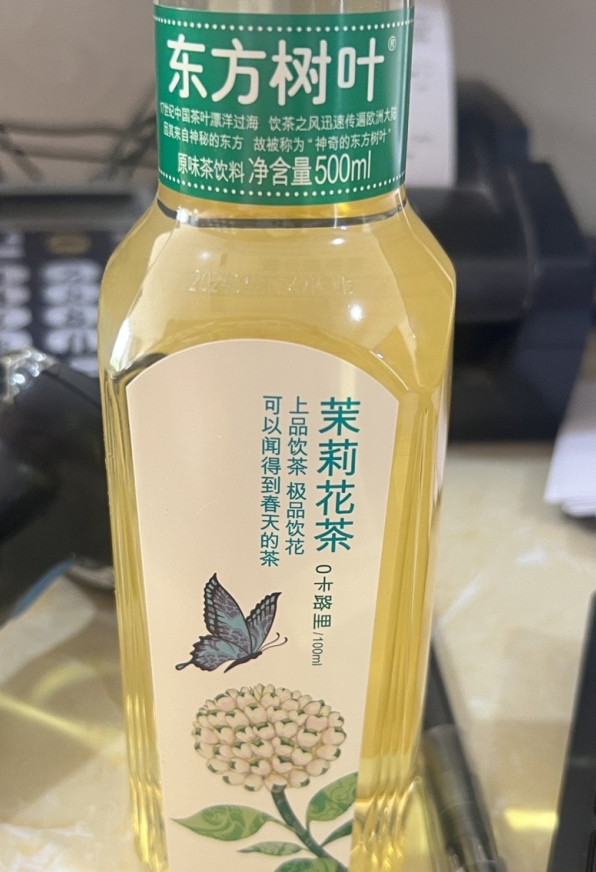 东方树叶®
17世纪中国茶叶漂洋过海 饮茶之风迅速传遍欧洲大陆
因其来自神秘的东方 故被称为“神奇的东方树叶”
原味茶饮料 净含量500ml
茉莉花茶
0卡路里/100ml
上品饮茶 极品饮花
可以闻得到春天的茶